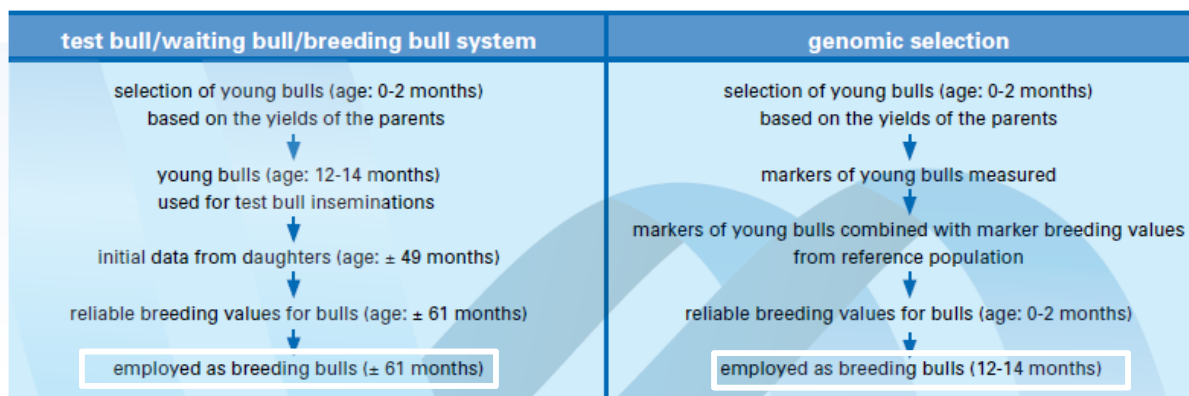 test bull/waiting bull/breeding bull system
selection of young bulls (age: 0-2 months)
based on the yields of the parents
young bulls (age: 12-14 months)
used for test bull inseminations
initial data from daughters (age: ± 49 months)
reliable breeding values for bulls (age: ± 61 months)
employed as breeding bulls (± 61 months)
genomic selection
selection of young bulls (age: 0-2 months)
based on the yields of the parents
markers of young bulls measured
markers of young bulls combined with marker breeding values
from reference population
reliable breeding values for bulls (age: 0-2 months)
employed as breeding bulls (12-14 months)